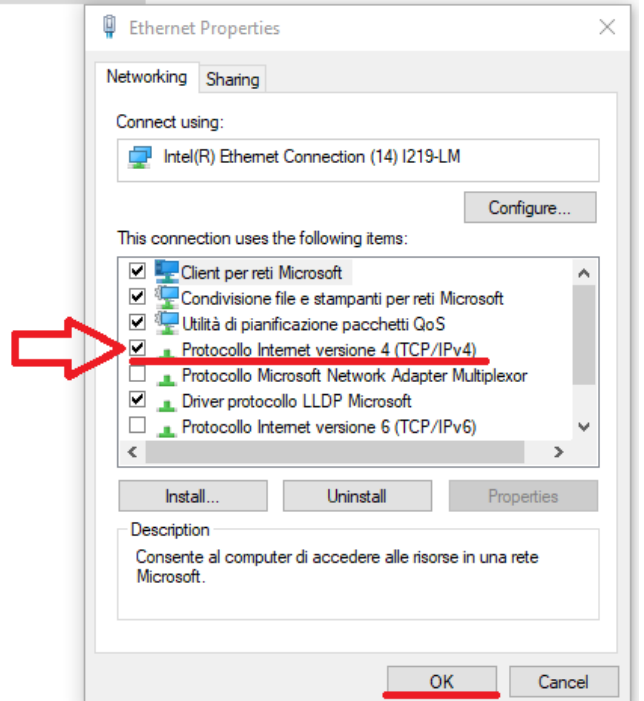 Ethernet Properties
Networking
Sharing
Connect using:
Intel(R) Ethernet Connection (14) I219-LM
Configure...
This connection uses the following items:
Client per reti Microsoft
Condivisione file e stampanti per reti Microsoft
Utilità di pianificazione pacchetti QoS
Protocollo Internet versione 4 (TCP/IPv4)
Protocollo Microsoft Network Adapter Multiplexor
Driver protocollo LLDP Microsoft
Protocollo Internet versione 6 (TCP/IPv6)
Install...
Uninstall
Properties
Description
Consente al computer di accedere alle risorse in una rete
Microsoft.
OK
Cancel